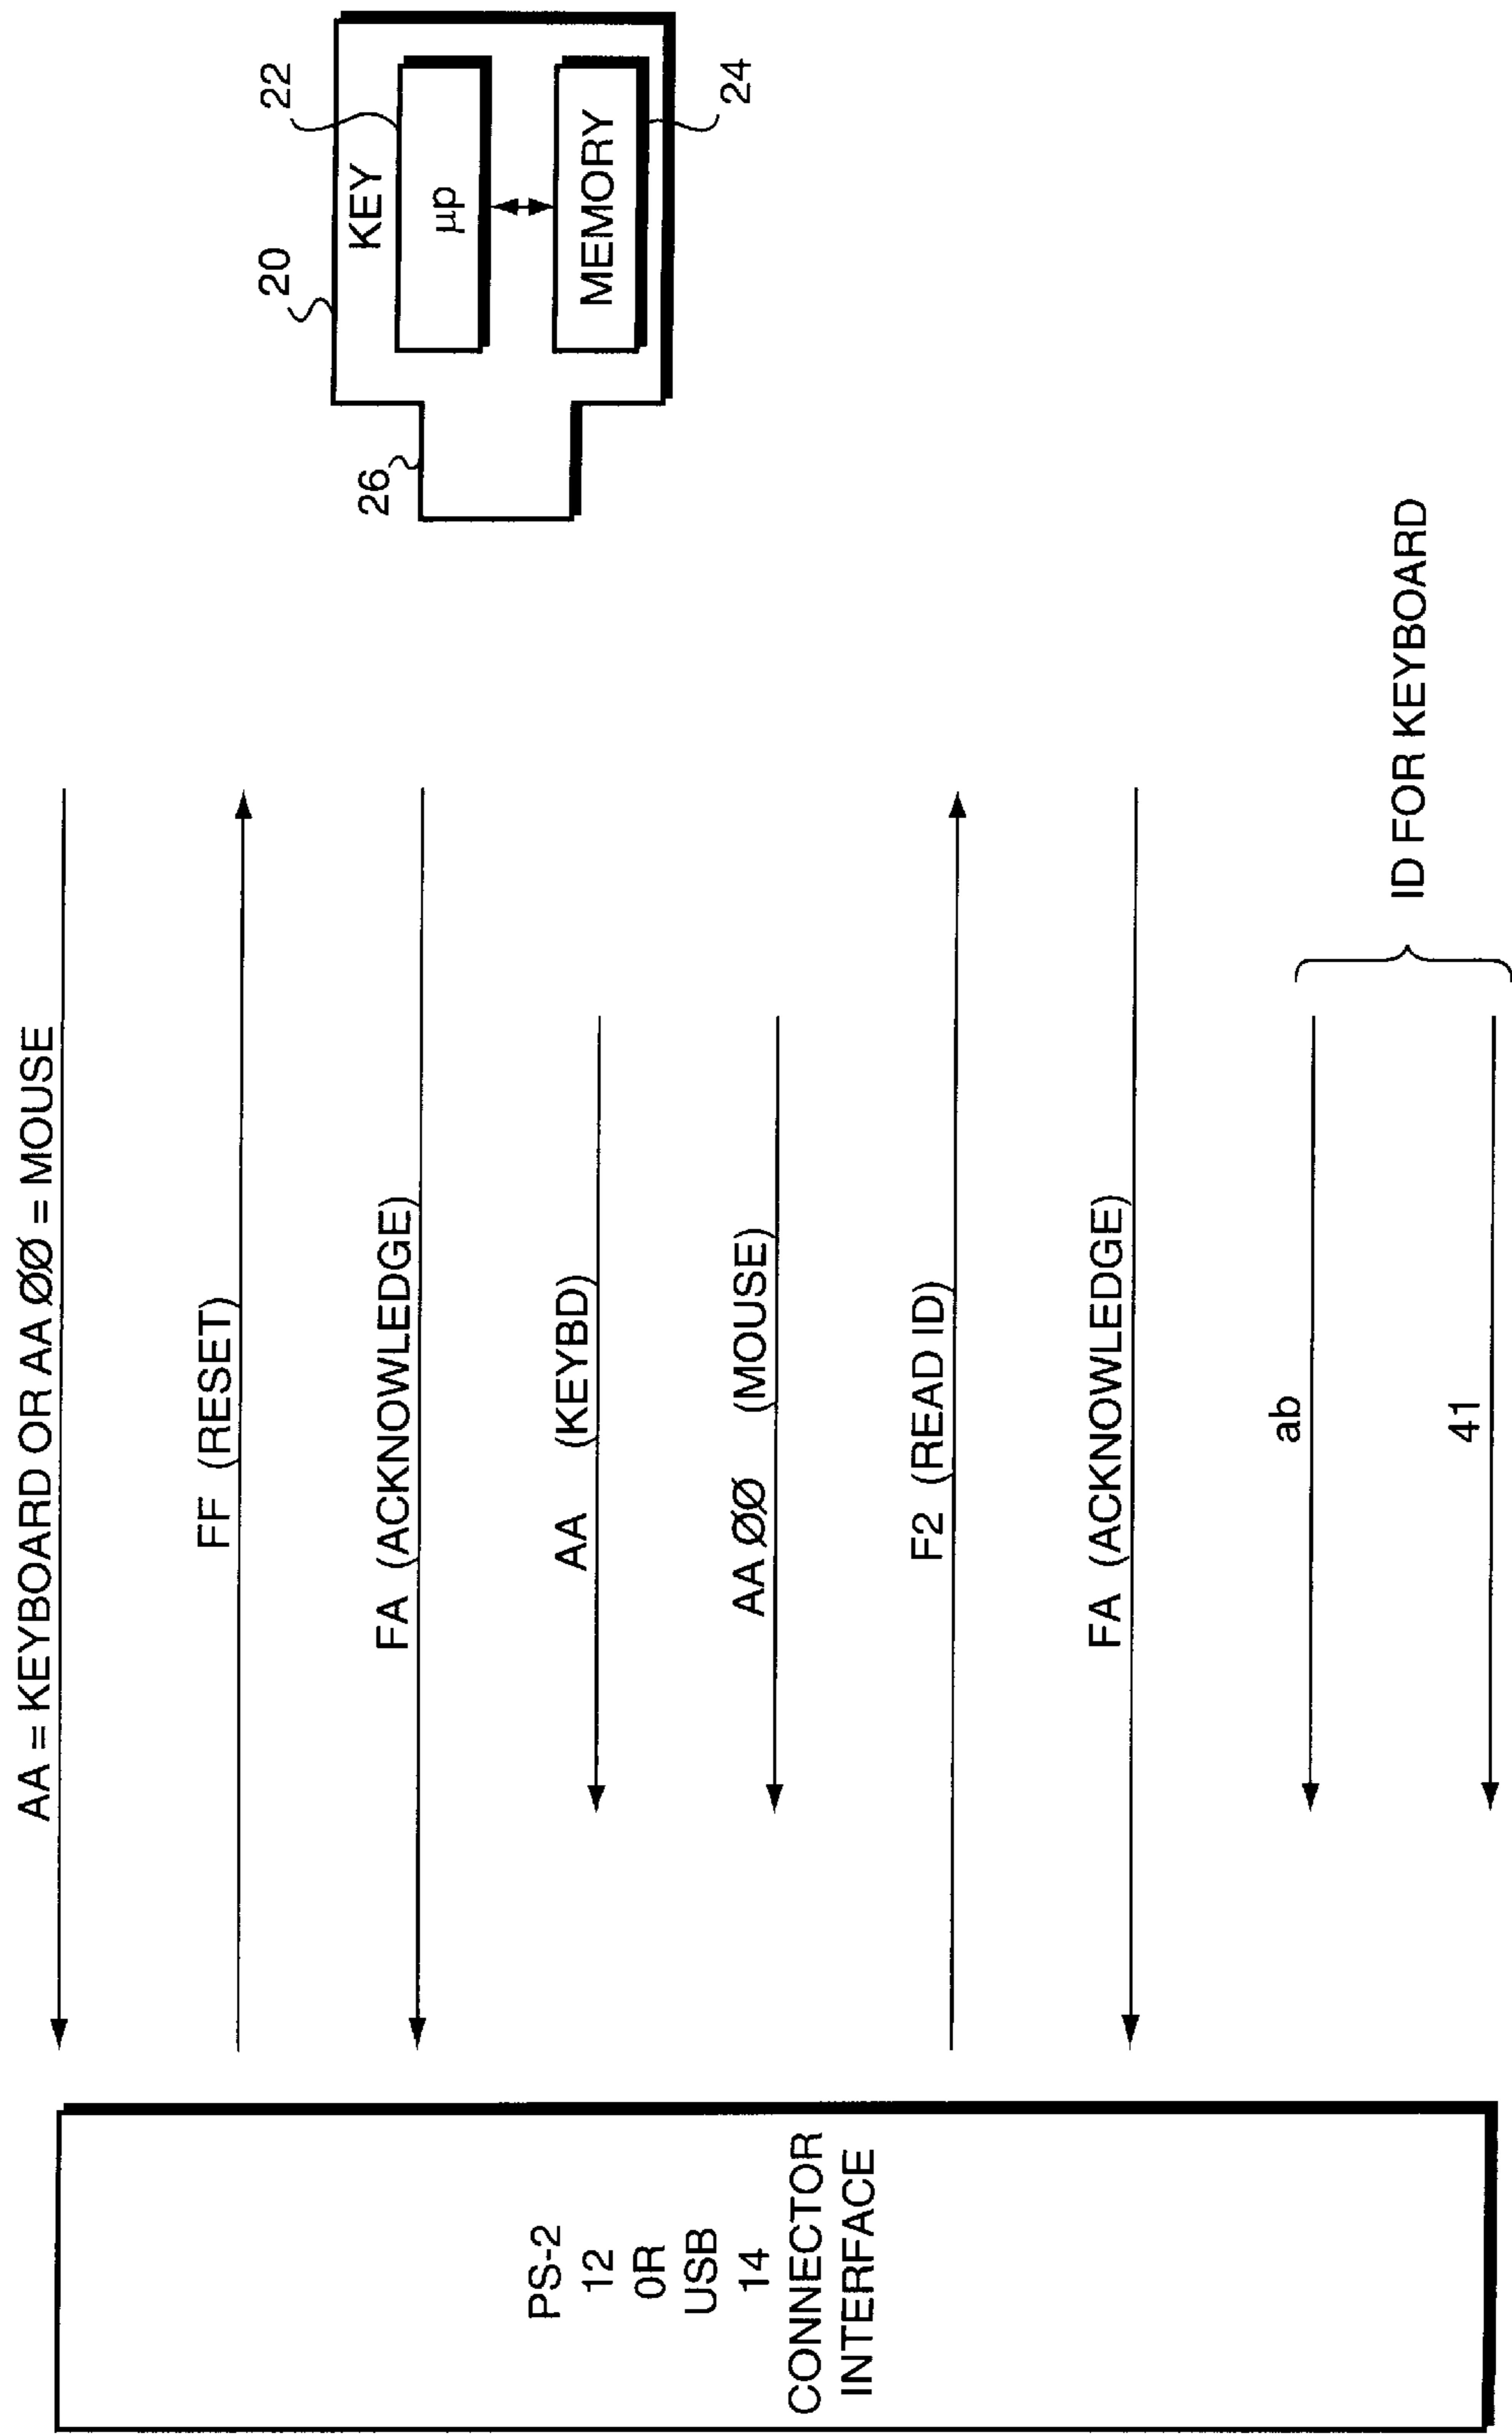 AA = KEYBOARD OR AA ØØ = MOUSE
FF (RESET)
FA (ACKNOWLEDGE)
AA (KEYBD)
AA ØØ (MOUSE)
F2 (READ ID)
FA (ACKNOWLEDGE)
ab
41
ID FOR KEYBOARD
PS-2
12
0R
USB
14
CONNECTOR
INTERFACE
20
22
KEY
µp
MEMORY
24
26